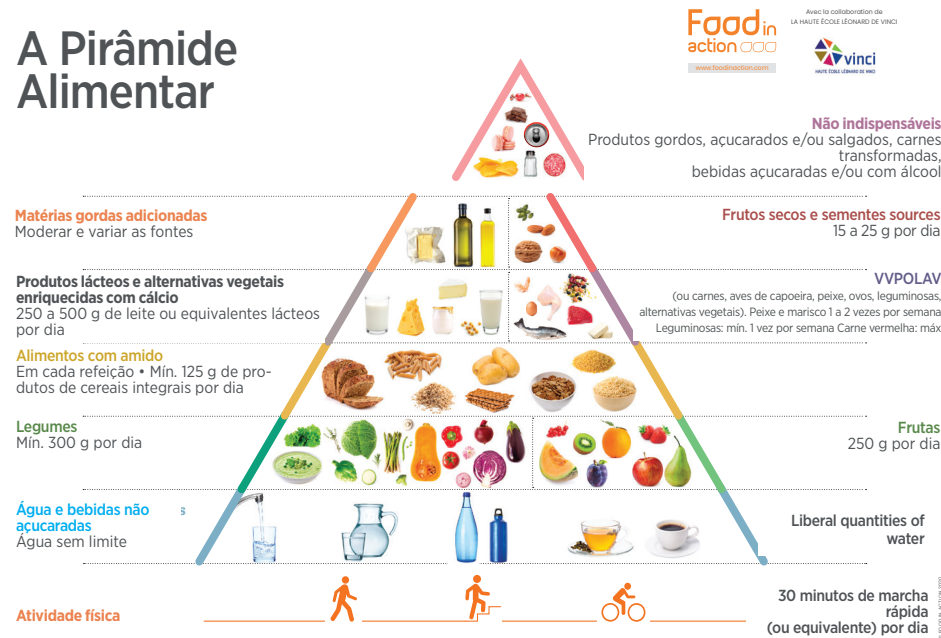 A Pirâmide
Alimentar
Food in
action
www.foodinaction.com
Avec la collaboration de
LA HAUTE ÉCOLE LÉONARD DE VINCI
vinci
HAUTE ÉCOLE LÉONARD DE VINCI
Não indispensáveis
Produtos gordos, açucarados e/ou salgados, carnes
transformadas,
bebidas açucaradas e/ou com álcool
Matérias gordas adicionadas
Moderar e variar as fontes
Frutos secos e sementes sources
15 a 25 g por dia
Produtos lácteos e alternativas vegetais
enriquecidas com cálcio
250 a 500 g de leite ou equivalentes lácteos
por dia
VVPOLAV
(ou carnes, aves de capoeira, peixe, ovos, leguminosas,
alternativas vegetais). Peixe e marisco 1 a 2 vezes por semana
Leguminosas: mín. 1 vez por semana Carne vermelha: máx
Alimentos com amido
Em cada refeição • Mín. 125 g de pro-
dutos de cereais integrais por dia
Legumes
Mín. 300 g por dia
Frutas
250 g por dia
Água e bebidas não
açucaradas
Água sem limite
s
Liberal quantities of
water
Atividade física
30 minutos de marcha
rápida
(ou equivalente) por dia